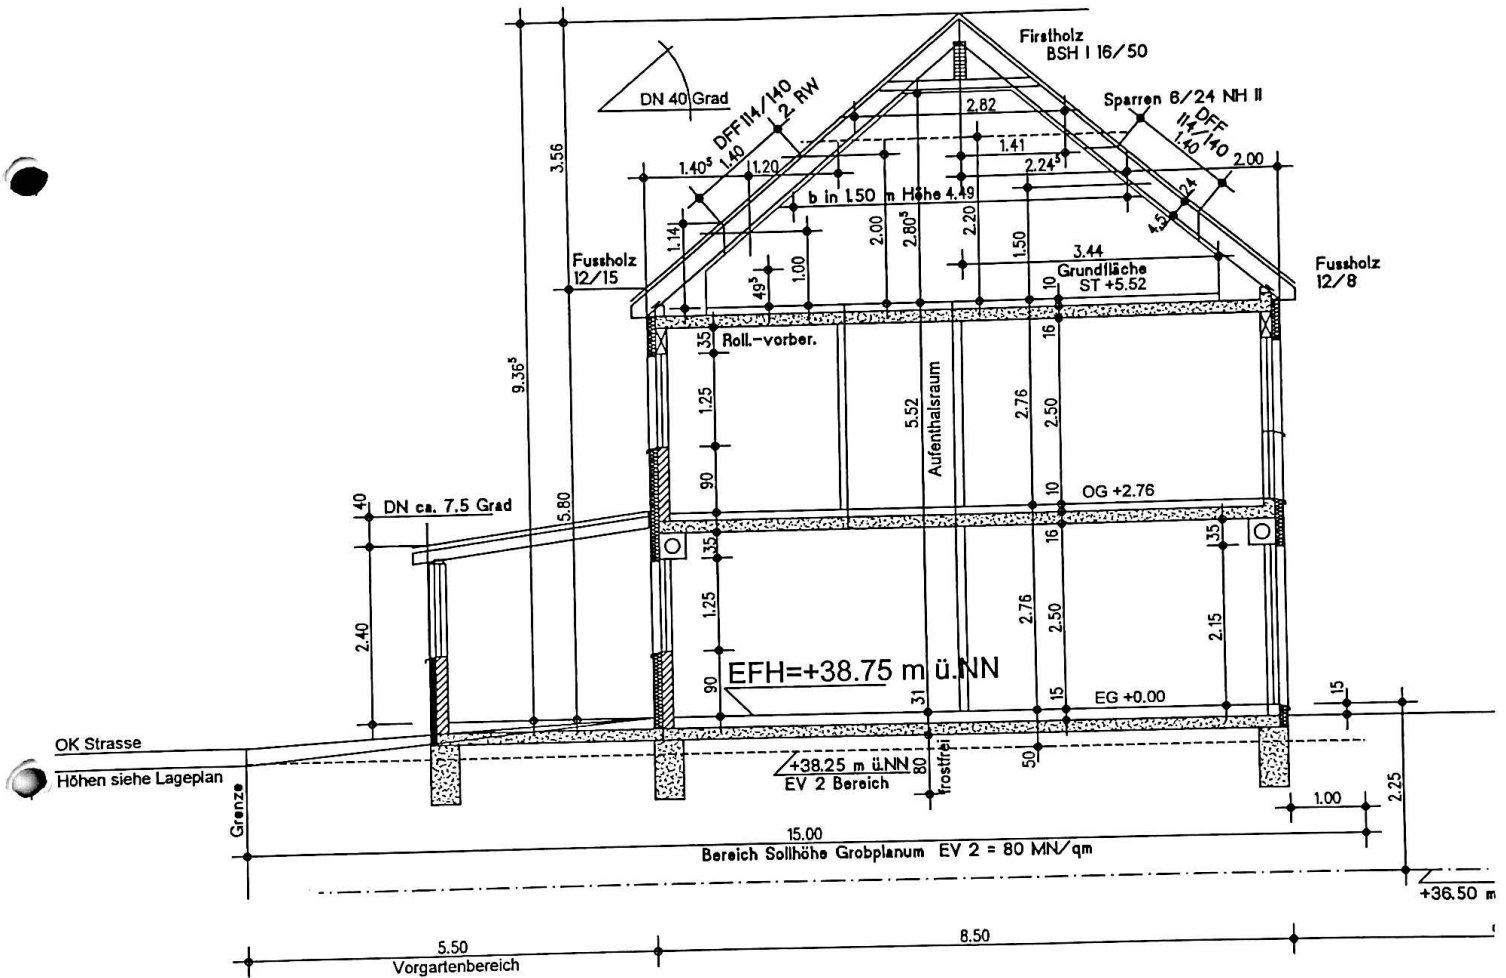 Firstholz
BSH I 16/50
3.56
DN 40 Grad
DFF 114/140
1.40
2. RW
2.82
Sparren 6/24 NH II
DFF
114/140
1.40
1.40⁵
1.20
1.41
2.24⁵
2.00
b in 1.50 m Höhe 4.49
24
4.5
1.14
2.00
2.80⁵
2.20
1.50
3.44
Fussholz
12/15
49⁵
1.00
Grundfläche
ST +5.52
10
Fussholz
12/8
35
Roll.-vorber.
16
9.36⁵
1.25
5.52
Aufenthalsraum
2.76
2.50
90
10
OG +2.76
40
DN ca. 7.5 Grad
5.80
35
16
35
2.40
1.25
2.76
2.50
2.15
EFH=+38.75 m ü.NN
90
31
15
EG +0.00
15
OK Strasse
Höhen siehe Lageplan
+38.25 m ü.NN
EV 2 Bereich
80
frostfrei
50
2.25
Grenze
1.00
15.00
Bereich Sollhöhe Grobplanum EV 2 = 80 MN/qm
+36.50 m
5.50
Vorgartenbereich
8.50